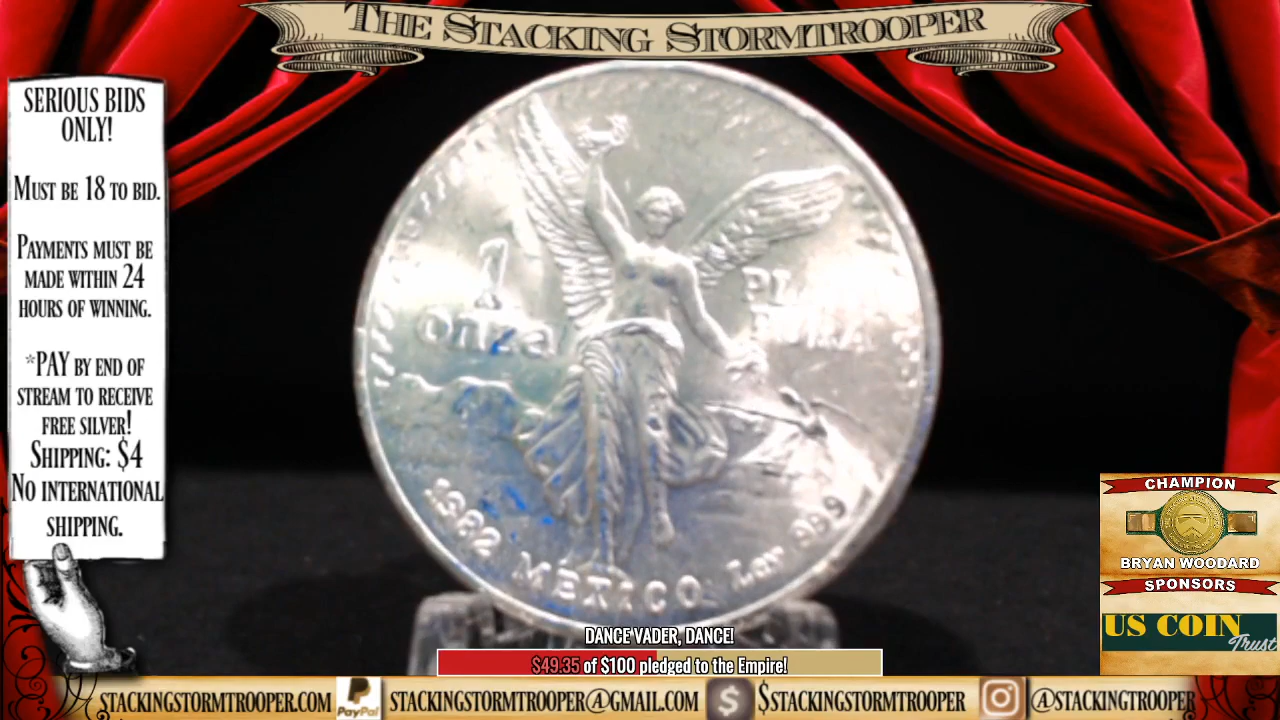 THE STACKING STORMTROOPER
SERIOUS BIDS
ONLY!
MUST BE 18 TO BID.
PAYMENTS MUST BE
MADE WITHIN 24
HOURS OF WINNING.
*PAY BY END OF
STREAM TO RECEIVE
FREE SILVER!
SHIPPING: $4
NO INTERNATIONAL
SHIPPING.
1
onza
1982 MEXICO Ley 999
CHAMPION
BRYAN WOODARD
SPONSORS
US COIN
Trust
DANCE VADER, DANCE!
$49.35 of $100 pledged to the Empire!
STACKINGSTORMTROOPER.COM
PayPal
STACKINGSTORMTROOPER@GMAIL.COM
$
$STACKINGSTORMTROOPER
@STACKINGTROOPER